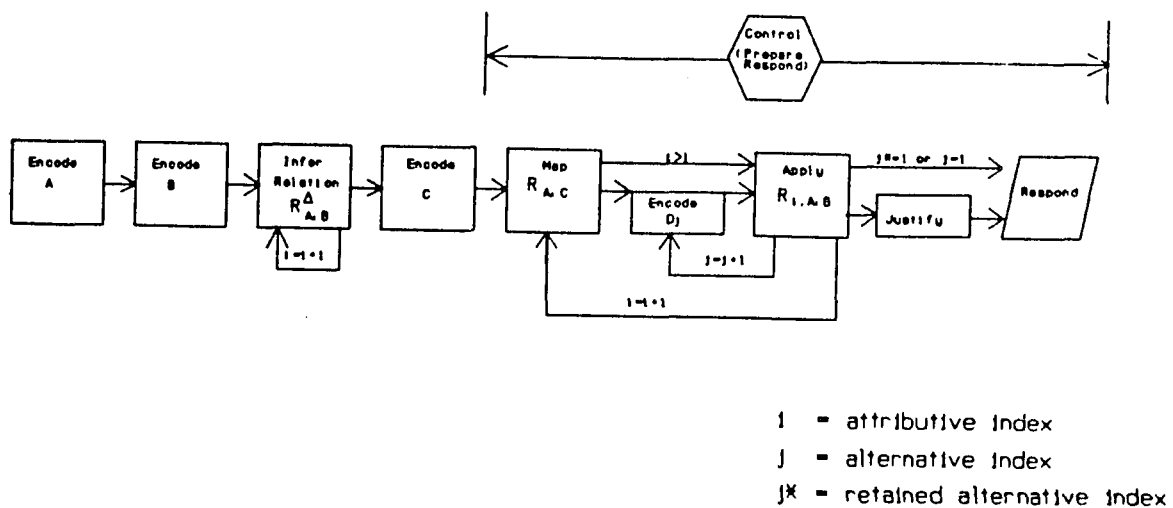 Control
(Prepare
Respond)
Encode
A
Encode
B
Infer
Relation
R Δ A.B
i=i+1
Encode
C
Map
R A.C
i>1
Encode
Dj
j=j+1
i=i+1
Apply
R i.A.B
j*=1 or j=1
Justify
Respond
i = attributive index
j = alternative index
j* = retained alternative index